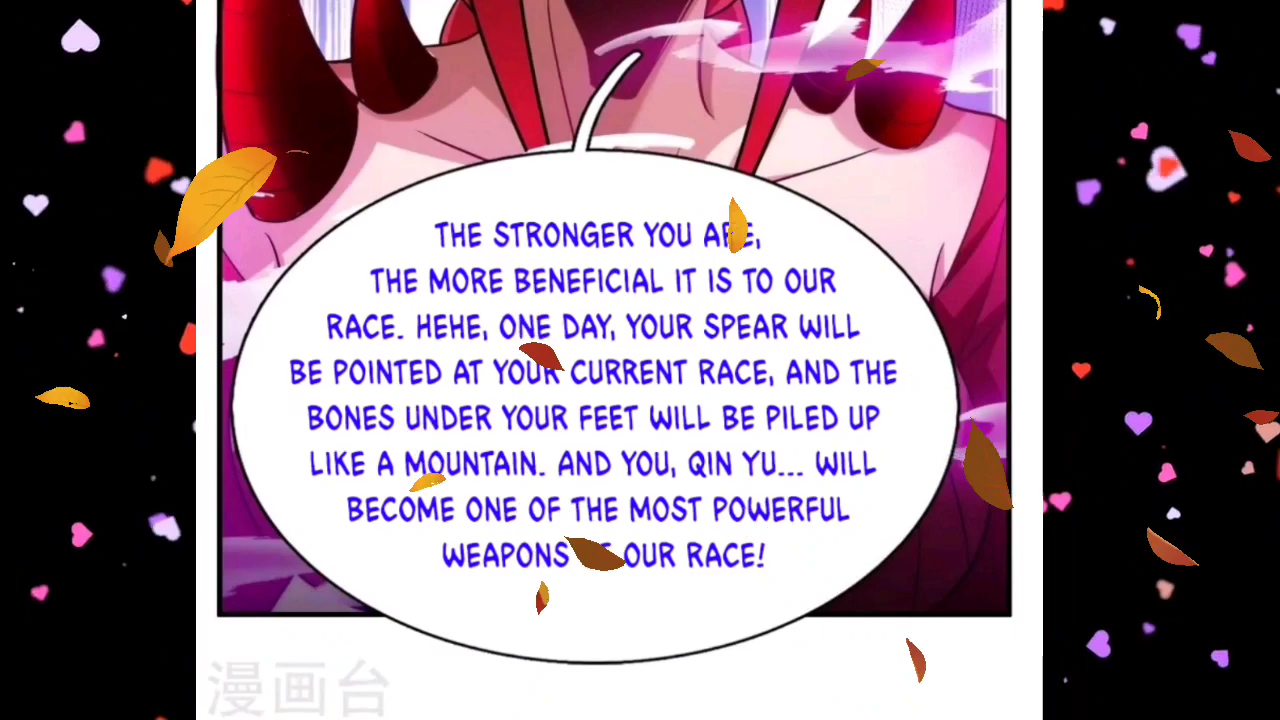 THE STRONGER YOU ARE,
THE MORE BENEFICIAL IT IS TO OUR
RACE. HEHE, ONE DAY, YOUR SPEAR WILL
BE POINTED AT YOUR CURRENT RACE, AND THE
BONES UNDER YOUR FEET WILL BE PILED UP
LIKE A MOUNTAIN. AND YOU, QIN YU... WILL
BECOME ONE OF THE MOST POWERFUL
WEAPONS OF OUR RACE!
漫画台